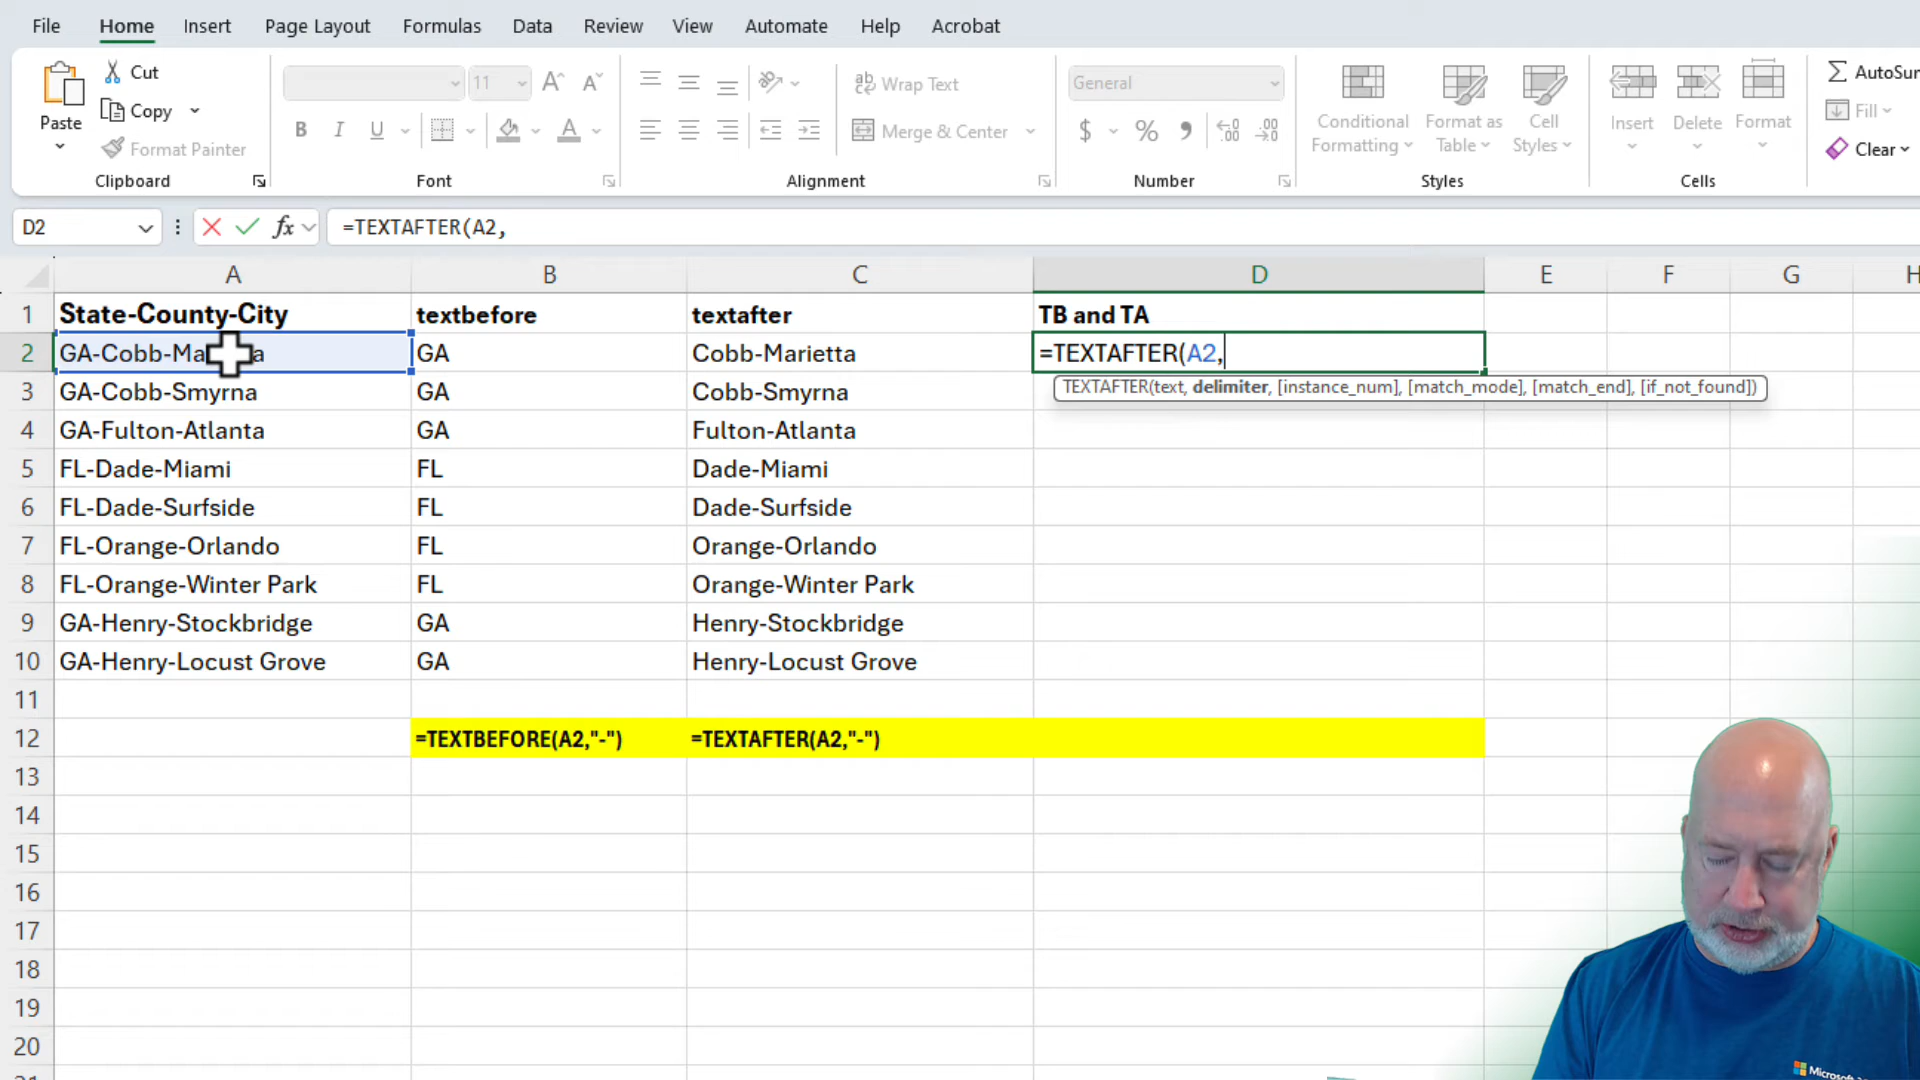 File Home Insert Page Layout Formulas Data Review View Automate Help Acrobat
Paste
Cut
Copy
Format Painter
Clipboard
11
B I U
Font
Wrap Text
Merge & Center
Alignment
General
$ %
Number
Conditional Formatting
Format as Table
Cell Styles
Styles
Insert Delete Format
Cells
Fill
Clear
D2 fx =TEXTAFTER(A2,
A B C D E F G H
1 State-County-City textbefore textafter TB and TA
2 GA GA Cobb-Marietta =TEXTAFTER(A2,
TEXTAFTER(text, delimiter, [instance_num], [match_mode], [match_end], [if_not_found])
3 GA-Cobb-Smyrna GA Cobb-Smyrna
4 GA-Fulton-Atlanta GA Fulton-Atlanta
5 FL-Dade-Miami FL Dade-Miami
6 FL-Dade-Surfside FL Dade-Surfside
7 FL-Orange-Orlando FL Orange-Orlando
8 FL-Orange-Winter Park FL Orange-Winter Park
9 GA-Henry-Stockbridge GA Henry-Stockbridge
10 GA-Henry-Locust Grove GA Henry-Locust Grove
11
12 =TEXTBEFORE(A2,"-") =TEXTAFTER(A2,"-")
13
14
15
16
17
18
19
20